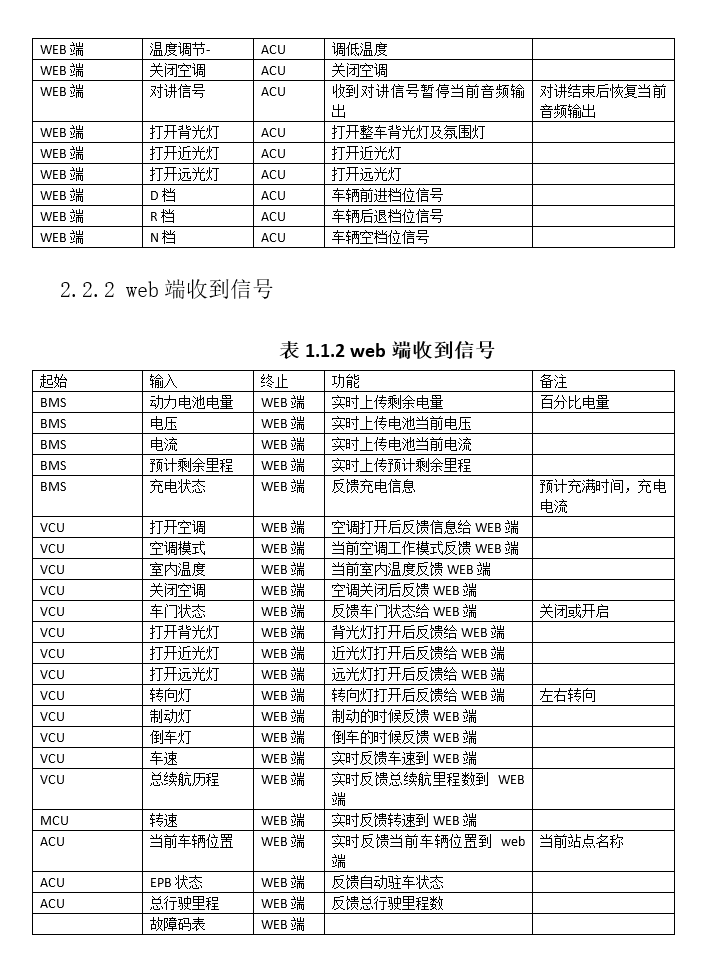 WEB 端 温度调节- ACU 调低温度
WEB 端 关闭空调 ACU 关闭空调
WEB 端 对讲信号 ACU 收到对讲信号暂停当前音频输 对讲结束后恢复当前
出 音频输出
WEB 端 打开背光灯 ACU 打开整车背光灯及氛围灯
WEB 端 打开近光灯 ACU 打开近光灯
WEB 端 打开远光灯 ACU 打开远光灯
WEB 端 D 档 ACU 车辆前进档位信号
WEB 端 R 档 ACU 车辆后退档位信号
WEB 端 N 档 ACU 车辆空档位信号
2.2.2 web 端收到信号
表 1.1.2 web 端收到信号
起始 输入 终止 功能 备注
BMS 动力电池电量 WEB 端 实时上传剩余电量 百分比电量
BMS 电压 WEB 端 实时上传电池当前电压
BMS 电流 WEB 端 实时上传电池当前电流
BMS 预计剩余里程 WEB 端 实时上传预计剩余里程
BMS 充电状态 WEB 端 反馈充电信息 预计充满时间，充电
电流
VCU 打开空调 WEB 端 空调打开后反馈信息给 WEB 端
VCU 空调模式 WEB 端 当前空调工作模式反馈 WEB 端
VCU 室内温度 WEB 端 当前室内温度反馈 WEB 端
VCU 关闭空调 WEB 端 空调关闭后反馈 WEB 端
VCU 车门状态 WEB 端 反馈车门状态给 WEB 端 关闭或开启
VCU 打开背光灯 WEB 端 背光灯打开后反馈给 WEB 端
VCU 打开近光灯 WEB 端 近光灯打开后反馈给 WEB 端
VCU 打开远光灯 WEB 端 远光灯打开后反馈给 WEB 端
VCU 转向灯 WEB 端 转向灯打开后反馈给 WEB 端 左右转向
VCU 制动灯 WEB 端 制动的时候反馈 WEB 端
VCU 倒车灯 WEB 端 倒车的时候反馈 WEB 端
VCU 车速 WEB 端 实时反馈车速到 WEB 端
VCU 总续航历程 WEB 端 实时反馈总续航里程数到 WEB
端
MCU 转速 WEB 端 实时反馈转速到 WEB 端
ACU 当前车辆位置 WEB 端 实时反馈当前车辆位置到 web 当前站点名称
端
ACU EPB 状态 WEB 端 反馈自动驻车状态
ACU 总行驶里程 WEB 端 反馈总行驶里程数
故障码表 WEB 端